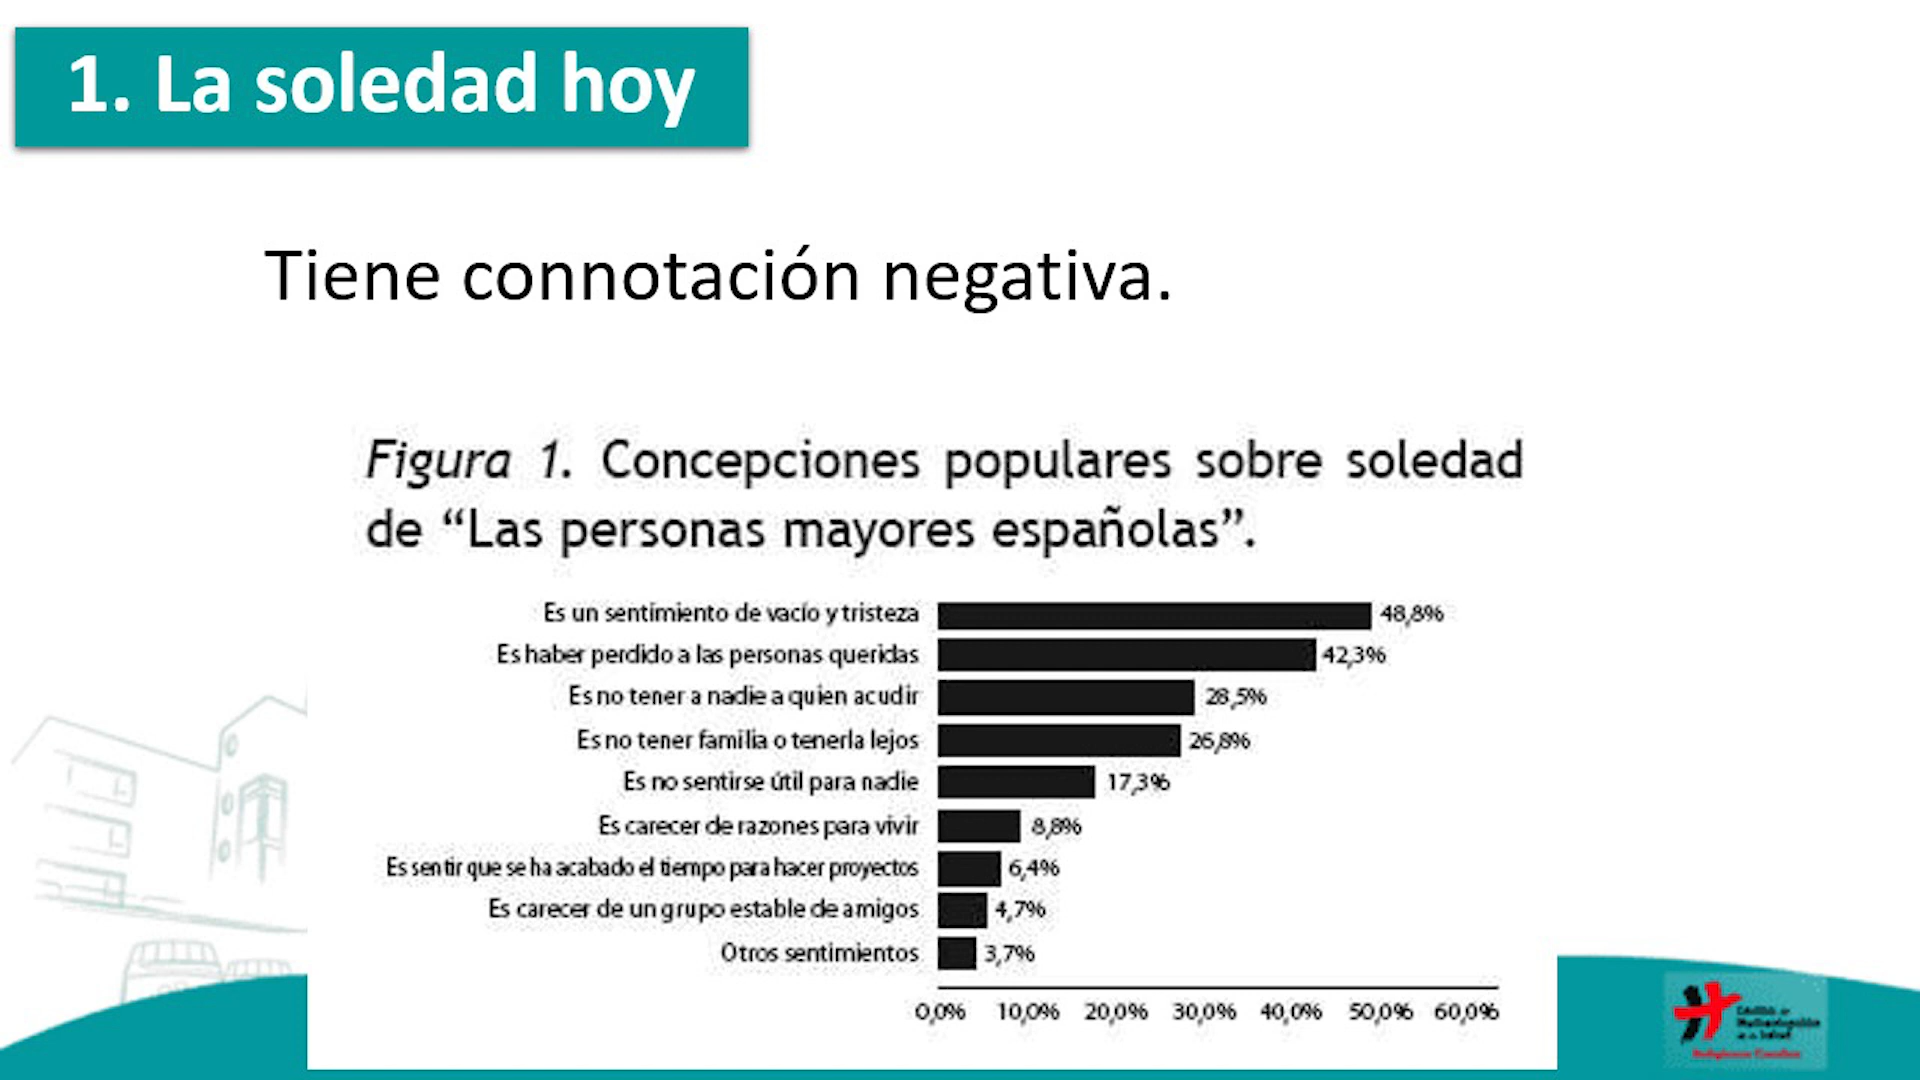 1. La soledad hoy
Tiene connotación negativa.
Figura 1. Concepciones populares sobre soledad
de “Las personas mayores españolas”.
Es un sentimiento de vacío y tristeza 48,8%
Es haber perdido a las personas queridas 42,3%
Es no tener a nadie a quien acudir 28,5%
Es no tener familia o tenerla lejos 26,8%
Es no sentirse útil para nadie 17,3%
Es carecer de razones para vivir 8,8%
Es sentir que se ha acabado el tiempo para hacer proyectos 6,4%
Es carecer de un grupo estable de amigos 4,7%
Otros sentimientos 3,7%
0,0% 10,0% 20,0% 30,0% 40,0% 50,0% 60,0%